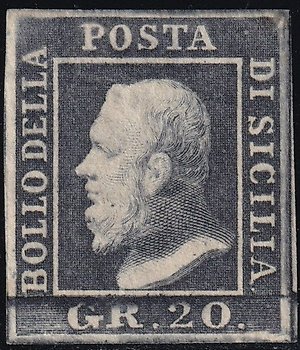 BOLLO DELLA
POSTA
DI SICILIA.
GR. 20.